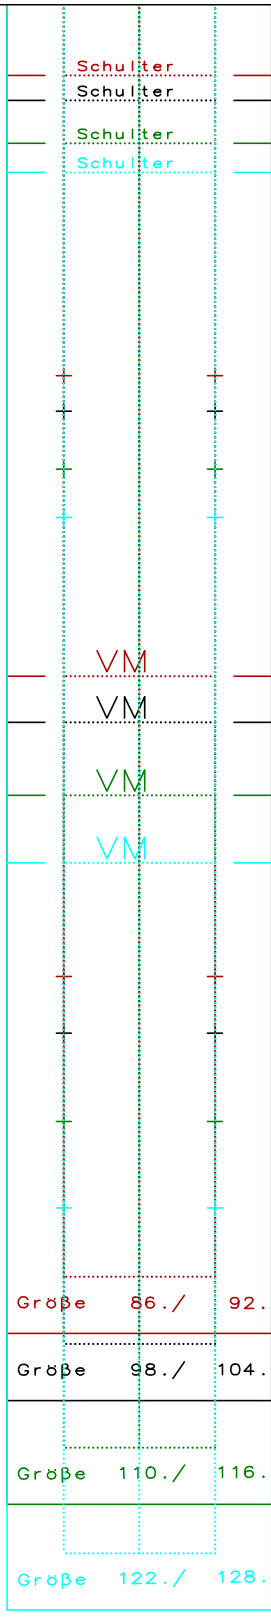 Schulter
Schulter
Schulter
Schulter
VM
VM
VM
VM
Größe 86./ 92.
Größe 98./ 104.
Größe 110./ 116.
Größe 122./ 128.